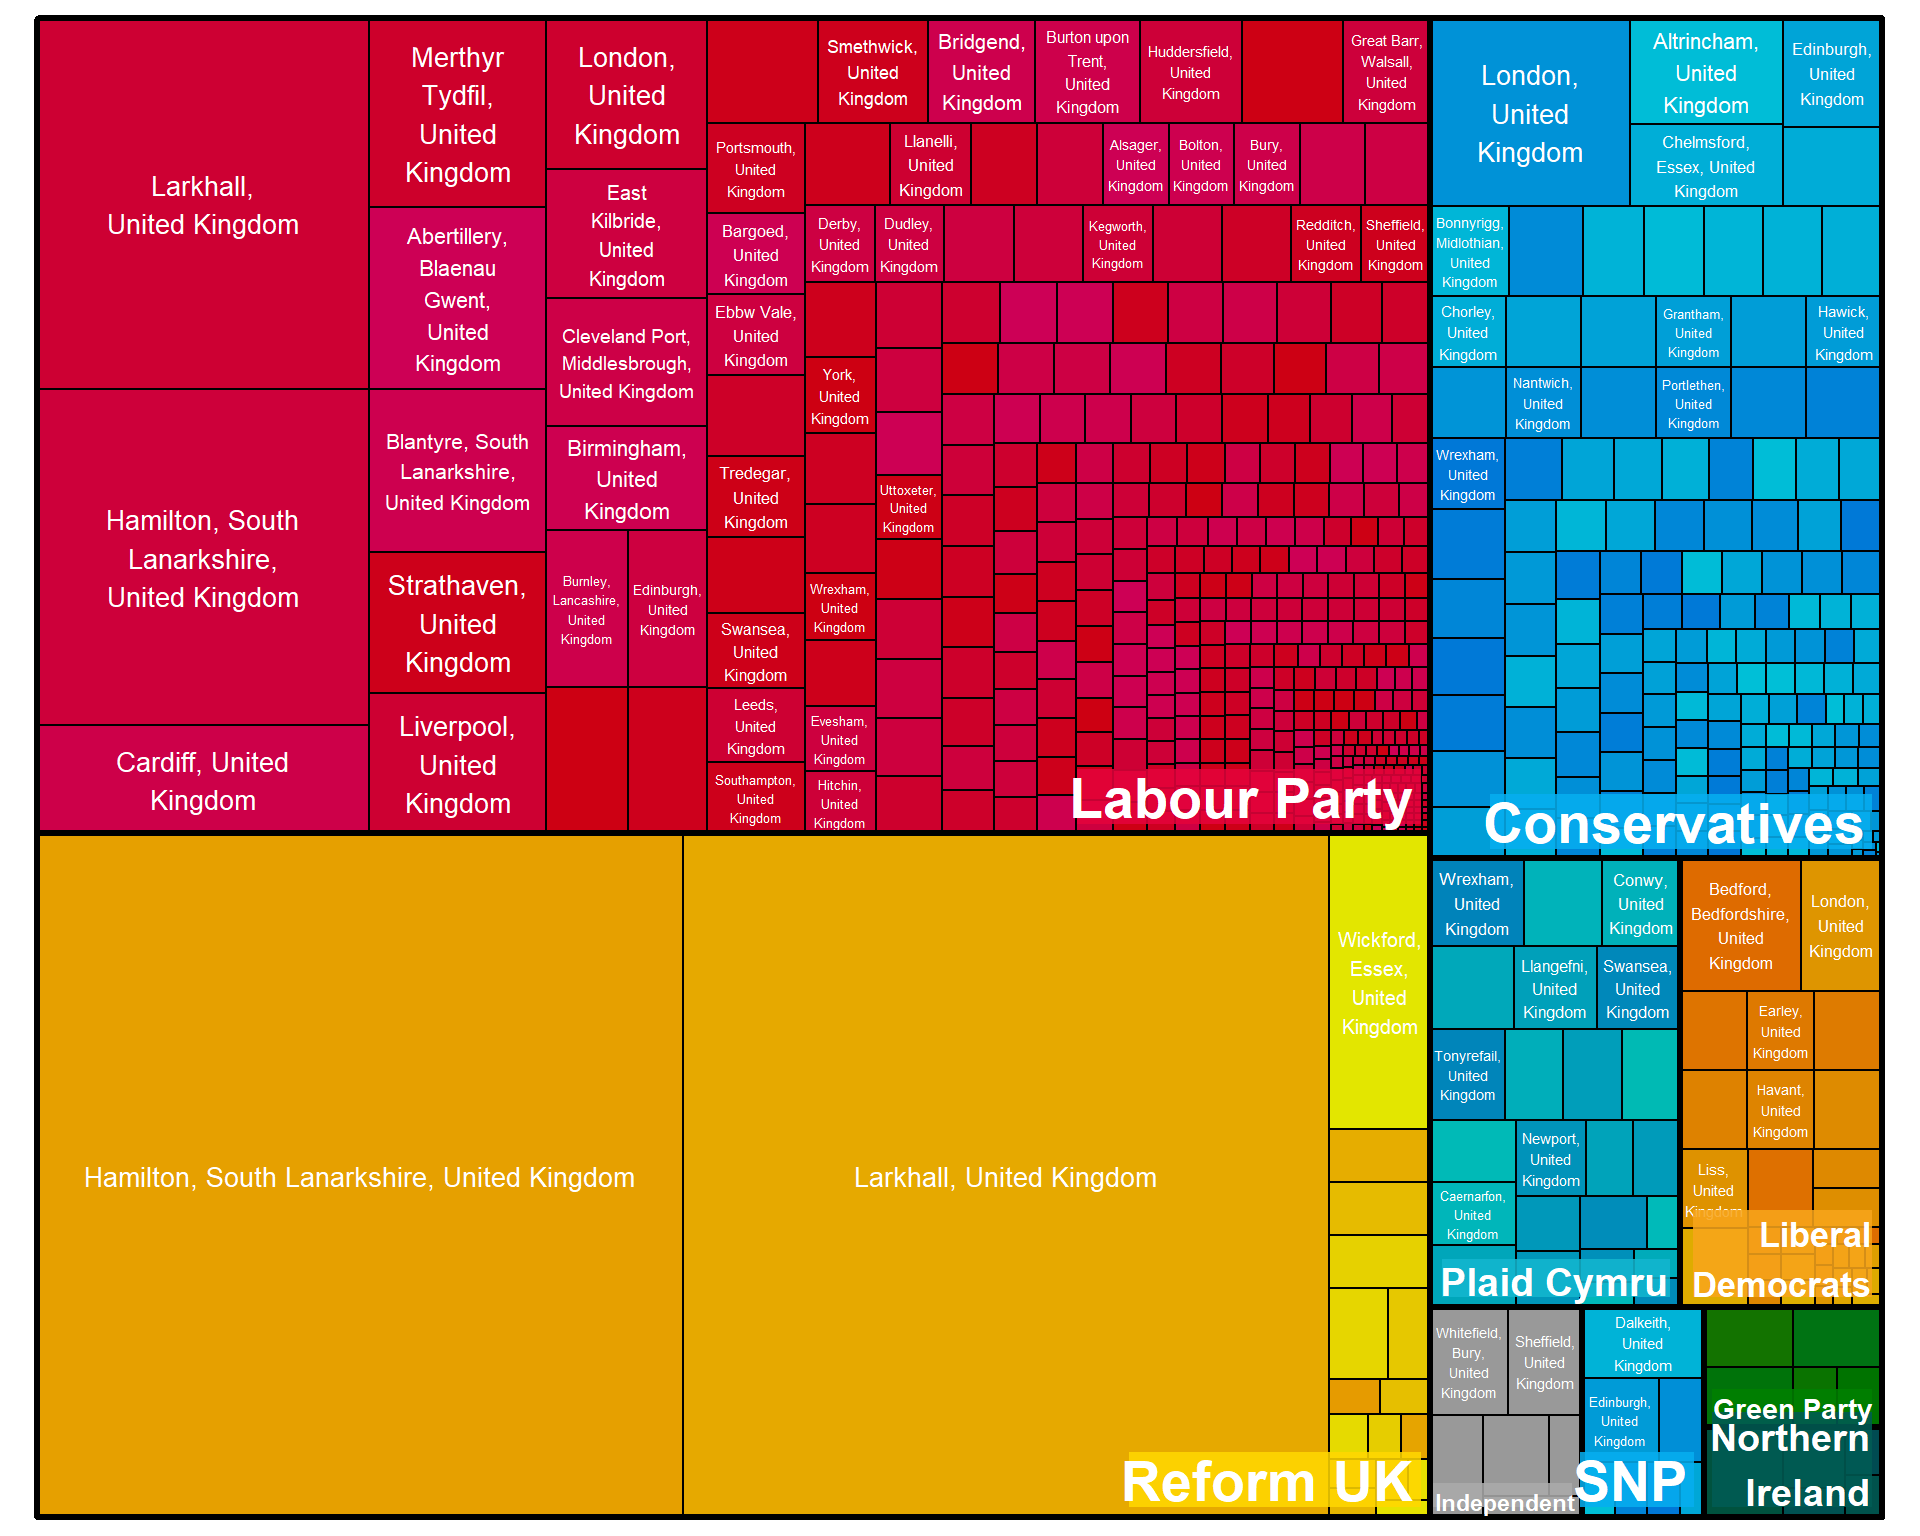 Larkhall,
United Kingdom
Hamilton, South
Lanarkshire,
United Kingdom
Cardiff, United
Kingdom
Merthyr
Tydfil,
United
Kingdom
Abertillery,
Blaenau
Gwent,
United
Kingdom
Blantyre, South
Lanarkshire,
United Kingdom
Strathaven,
United
Kingdom
Liverpool,
United
Kingdom
London,
United
Kingdom
East
Kilbride,
United
Kingdom
Cleveland Port,
Middlesbrough,
United Kingdom
Birmingham,
United
Kingdom
Burnley,
Lancashire,
United
Kingdom
Edinburgh,
United
Kingdom
Portsmouth,
United
Kingdom
Bargoed,
United
Kingdom
Ebbw Vale,
United
Kingdom
Tredegar,
United
Kingdom
Swansea,
United
Kingdom
Leeds,
United
Kingdom
Southampton,
United
Kingdom
Smethwick,
United
Kingdom
Bridgend,
United
Kingdom
Burton upon
Trent,
United
Kingdom
Huddersfield,
United
Kingdom
Great Barr,
Walsall,
United
Kingdom
Llanelli,
United
Kingdom
Alsager,
United
Kingdom
Bolton,
United
Kingdom
Bury,
United
Kingdom
Derby,
United
Kingdom
Dudley,
United
Kingdom
Kegworth,
United
Kingdom
Redditch,
United
Kingdom
Sheffield,
United
Kingdom
York,
United
Kingdom
Uttoxeter,
United
Kingdom
Wrexham,
United
Kingdom
Evesham,
United
Kingdom
Hitchin,
United
Kingdom
Labour Party
London,
United
Kingdom
Altrincham,
United
Kingdom
Edinburgh,
United
Kingdom
Chelmsford,
Essex, United
Kingdom
Bonnyrigg,
Midlothian,
United
Kingdom
Chorley,
United
Kingdom
Grantham,
United
Kingdom
Hawick,
United
Kingdom
Nantwich,
United
Kingdom
Portlethen,
United
Kingdom
Wrexham,
United
Kingdom
Conservatives
Hamilton, South Lanarkshire, United Kingdom
Larkhall, United Kingdom
Wickford,
Essex,
United
Kingdom
Reform UK
Wrexham,
United
Kingdom
Conwy,
United
Kingdom
Llangefni,
United
Kingdom
Swansea,
United
Kingdom
Tonyrefail,
United
Kingdom
Newport,
United
Kingdom
Caernarfon,
United
Kingdom
Plaid Cymru
Bedford,
Bedfordshire,
United
Kingdom
London,
United
Kingdom
Earley,
United
Kingdom
Havant,
United
Kingdom
Liss,
United
Kingdom
Liberal
Democrats
Whitefield,
Bury,
United
Kingdom
Sheffield,
United
Kingdom
Independent
Dalkeith,
United
Kingdom
Edinburgh,
United
Kingdom
SNP
Green Party
Northern
Ireland